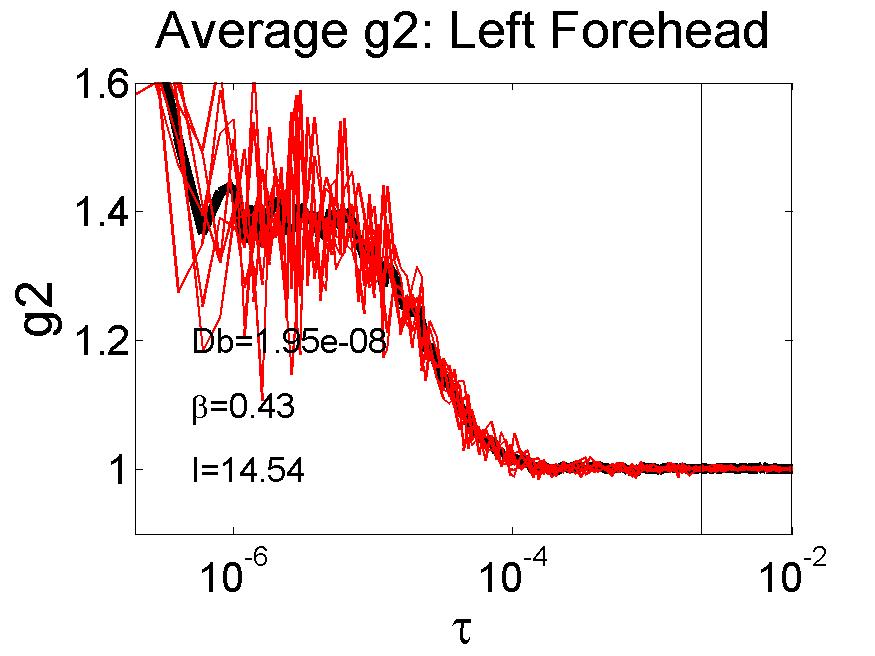 Average g2: Left Forehead
1.6
1.4
1.2
1
g2
Db=1.95e-08
β=0.43
I=14.54
10^-6 10^-4 10^-2
τ